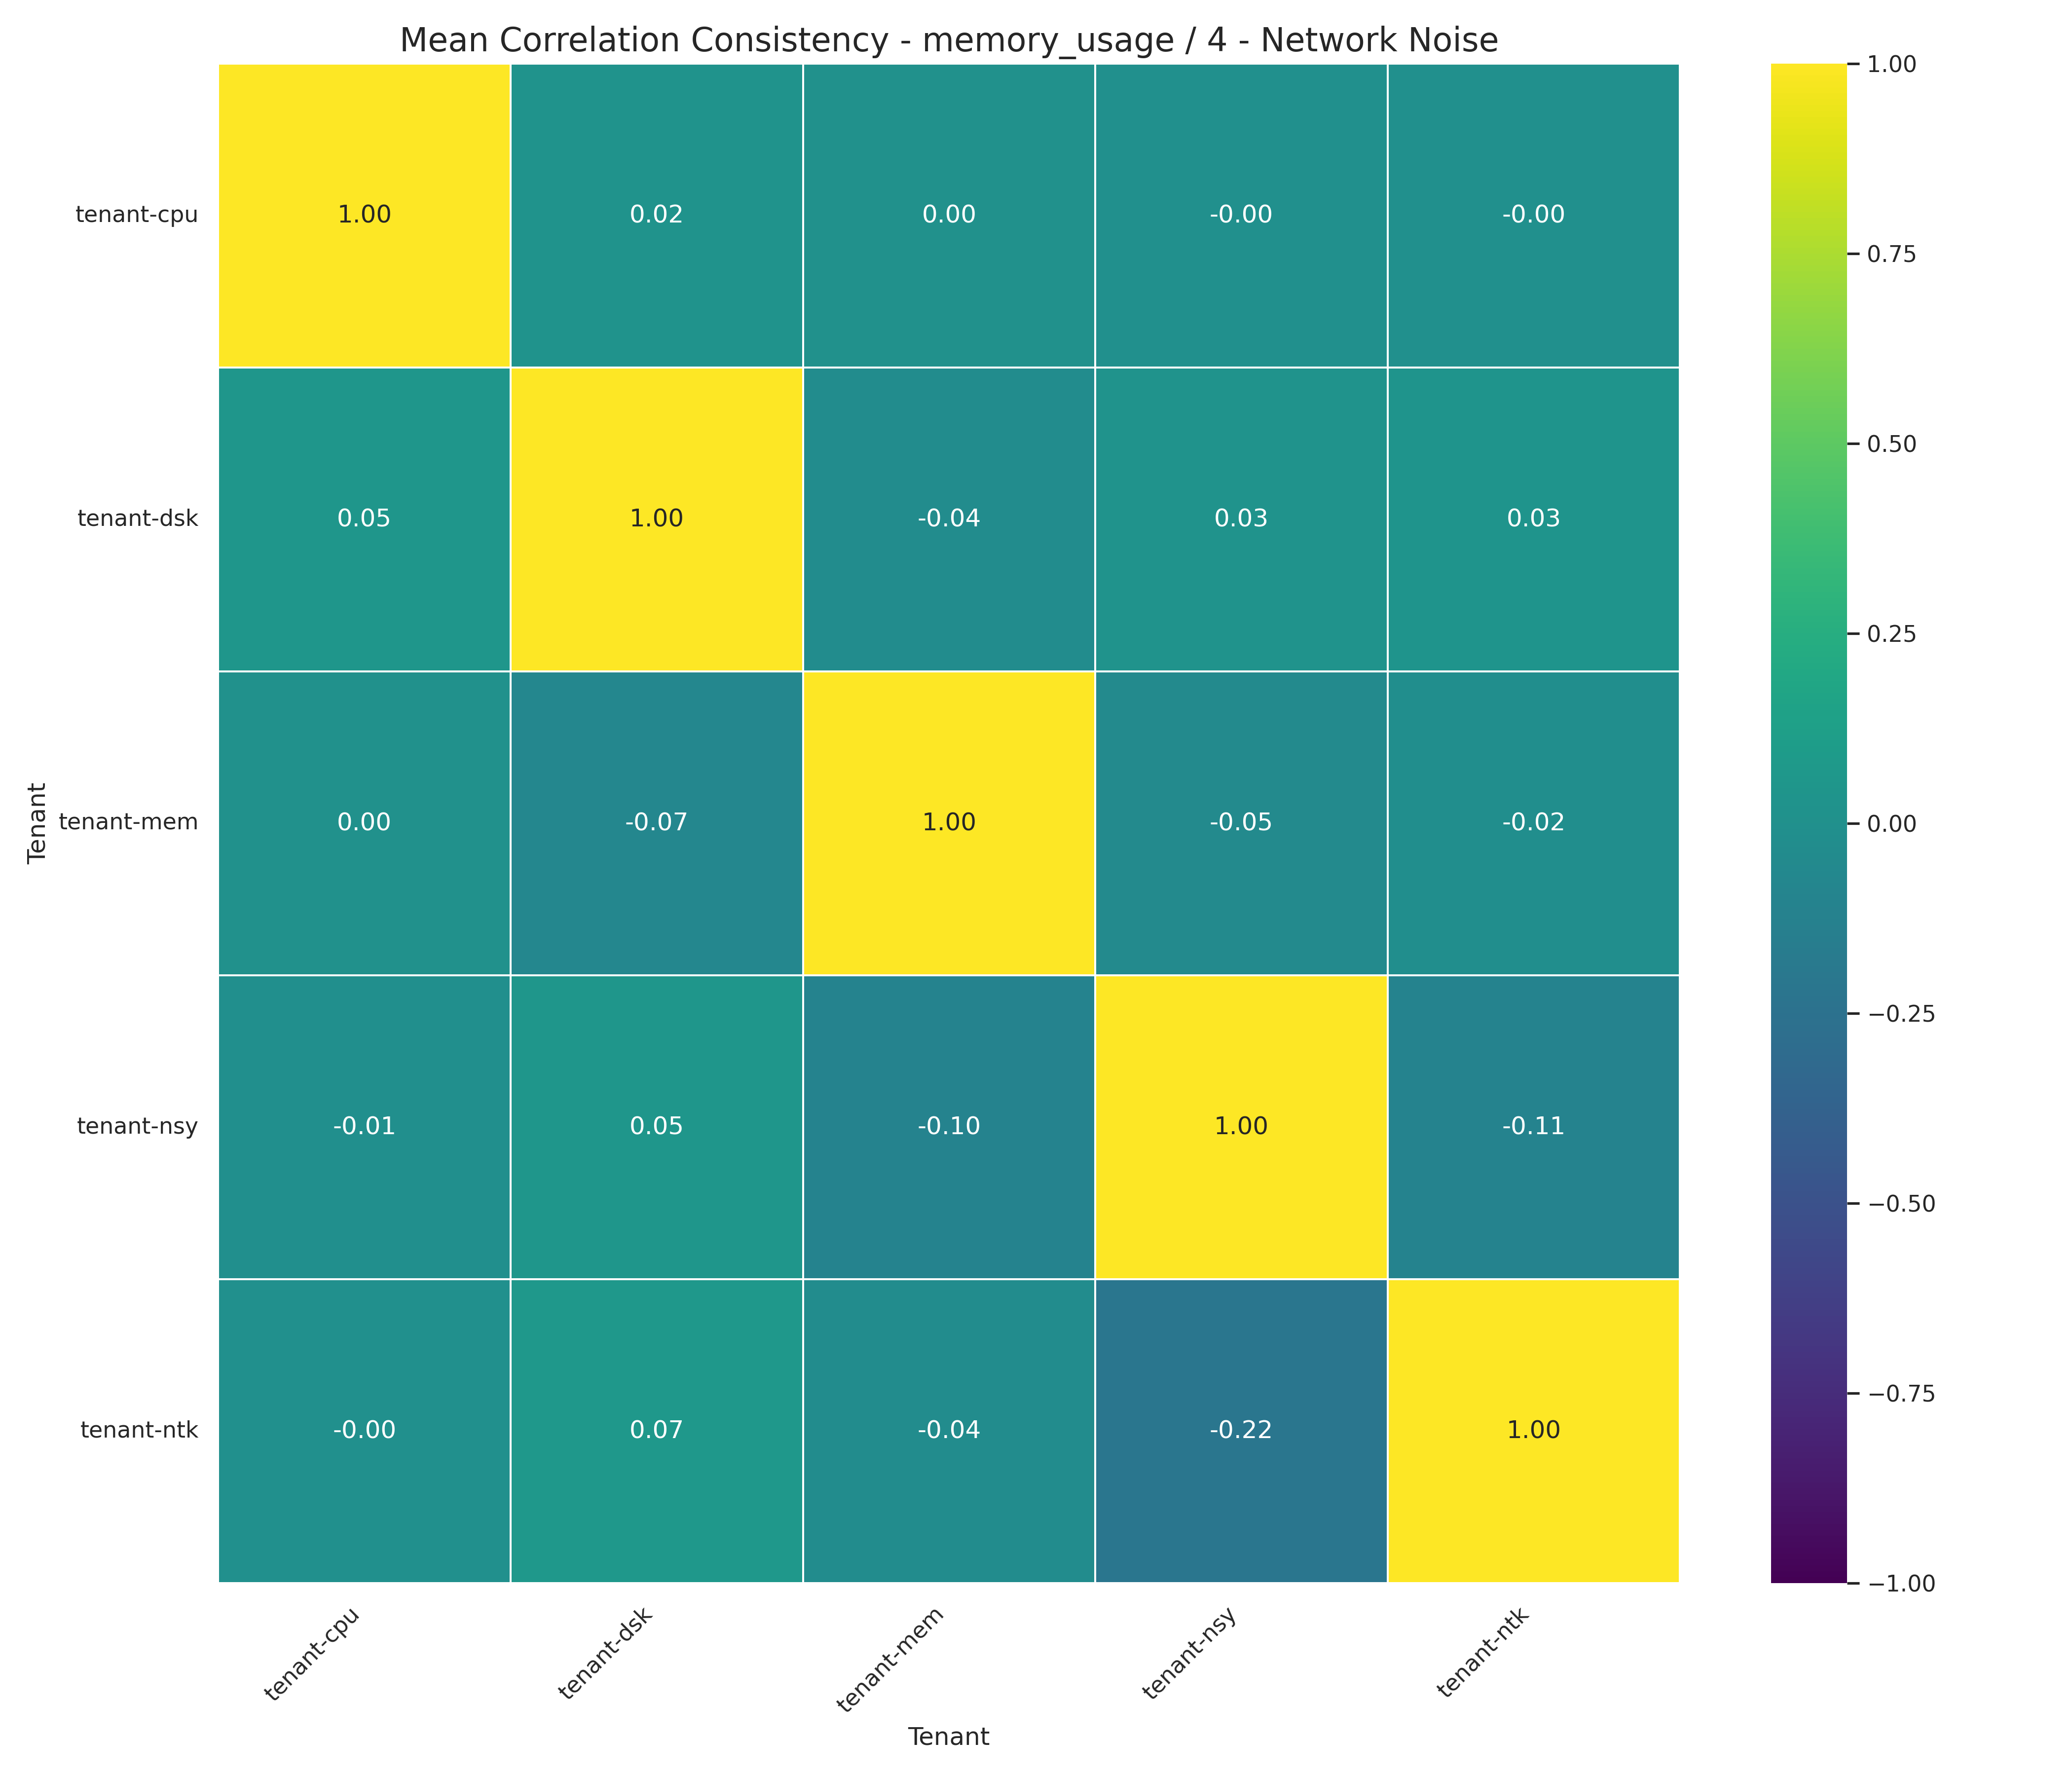 Mean Correlation Consistency - memory_usage / 4 - Network Noise
tenant-cpu 1.00 0.02 0.00 -0.00 -0.00
tenant-dsk 0.05 1.00 -0.04 0.03 0.03
tenant-mem 0.00 -0.07 1.00 -0.05 -0.02
tenant-nsy -0.01 0.05 -0.10 1.00 -0.11
tenant-ntk -0.00 0.07 -0.04 -0.22 1.00
Tenant
tenant-cpu tenant-dsk tenant-mem tenant-nsy tenant-ntk
Tenant
1.00
0.75
0.50
0.25
0.00
−0.25
−0.50
−0.75
−1.00